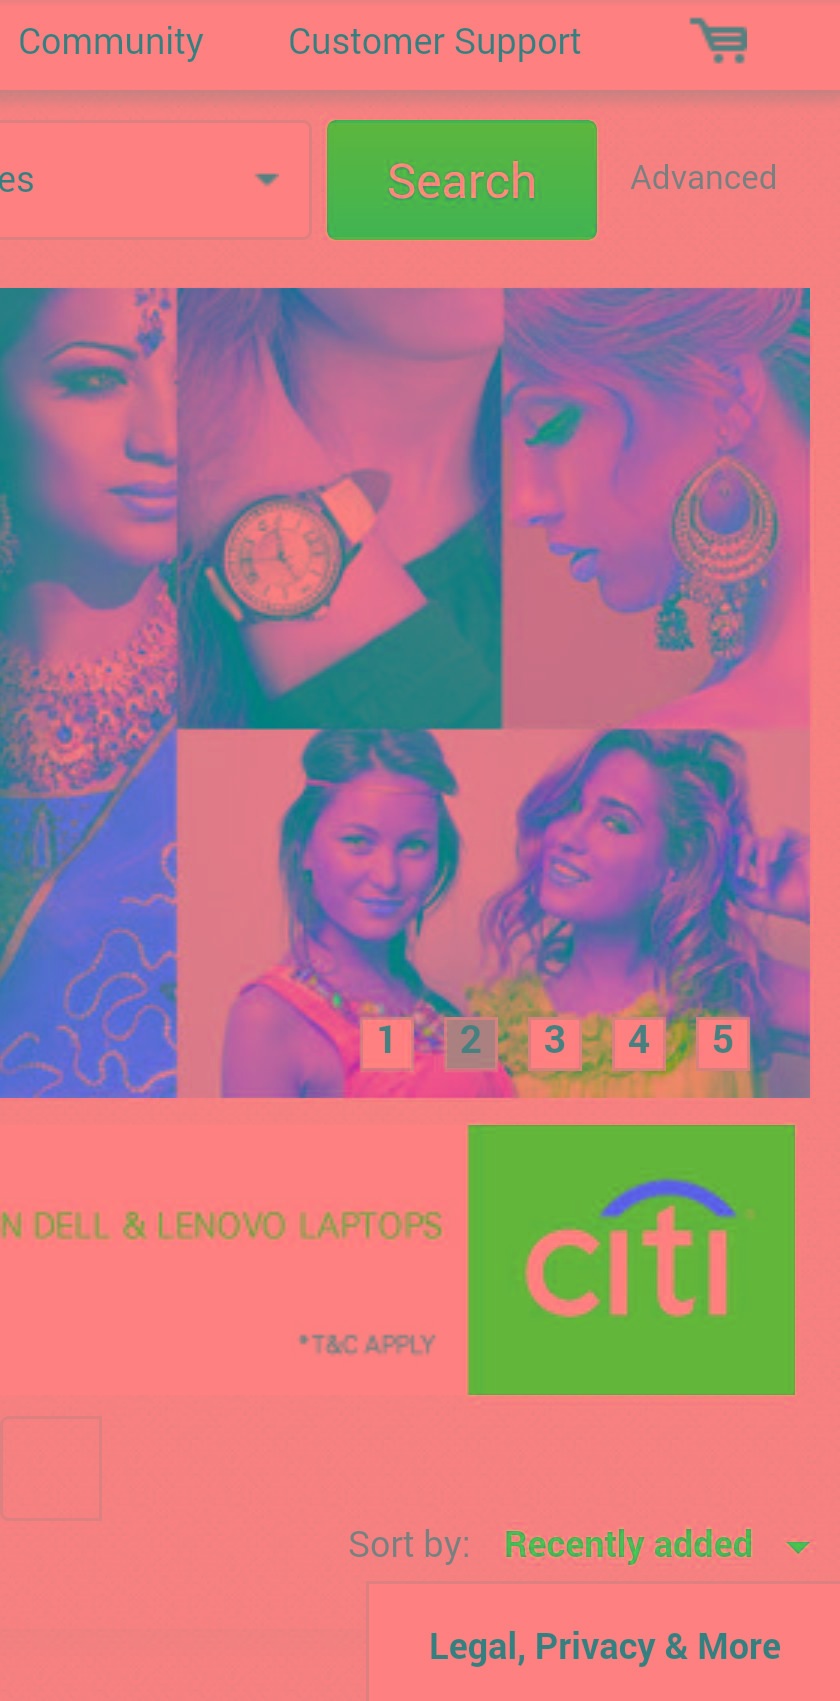 Community Customer Support
es Search Advanced
1 2 3 4 5
N DELL & LENOVO LAPTOPS
citi
*T&C APPLY
Sort by: Recently added
Legal, Privacy & More